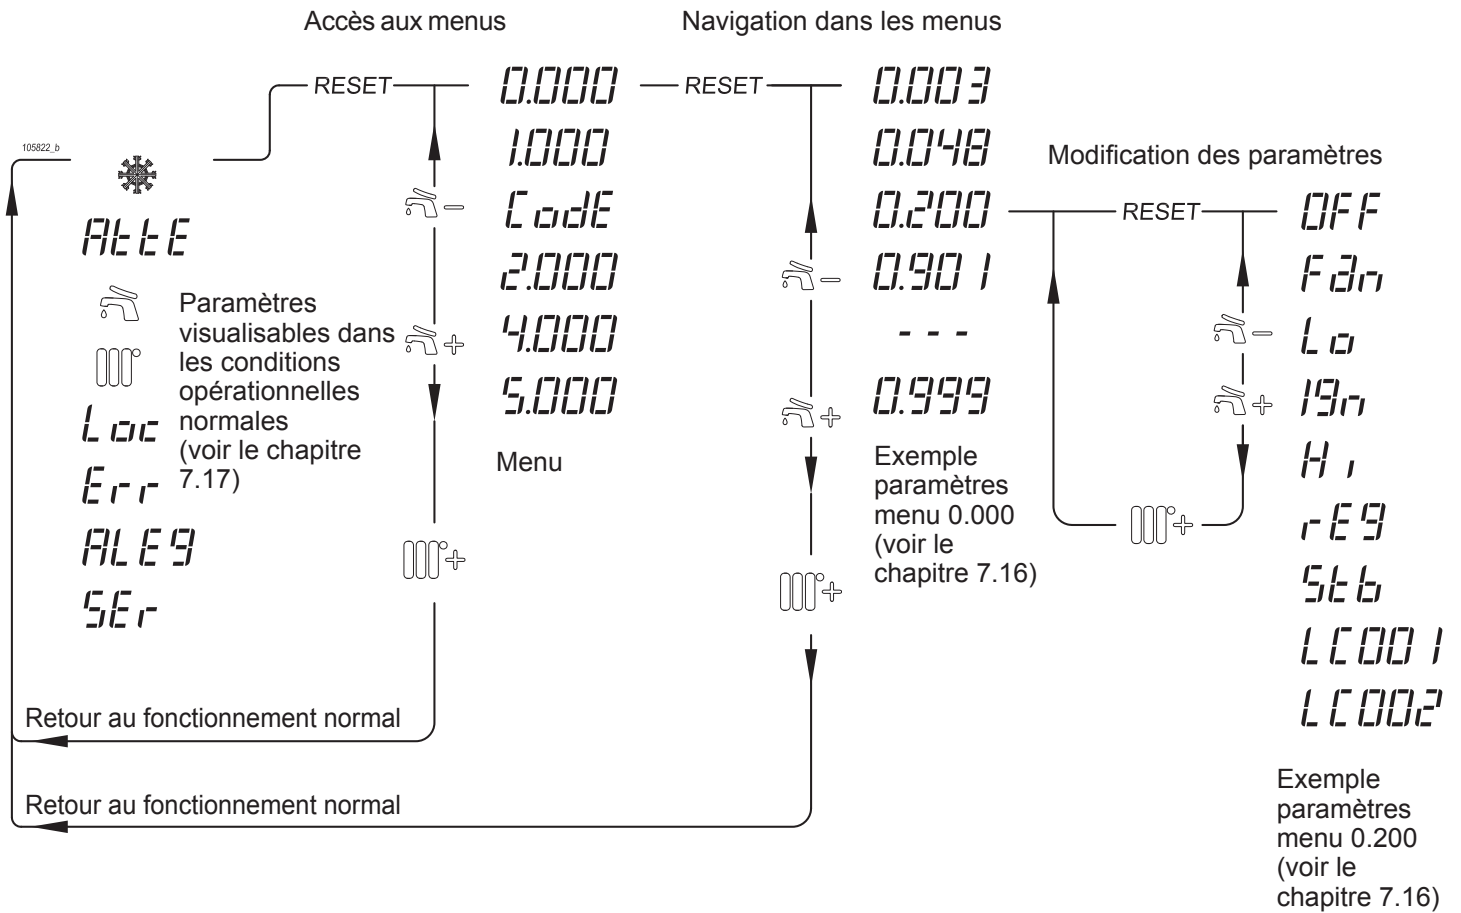 Accès aux menus
Navigation dans les menus
Modification des paramètres
105822_b
RESET
RESET
RESET
AttE
Paramètres
visualisables dans
les conditions
opérationnelles
normales
(voir le chapitre
7.17)
Loc
Err
ALE9
SEr
0.000
1.000
CodE
2.000
4.000
5.000
Menu
0.003
0.048
0.200
0.901
- - -
0.999
Exemple
paramètres
menu 0.000
(voir le
chapitre 7.16)
OFF
FAn
Lo
IGn
Hi
rEg
Stb
LC001
LC002
Exemple
paramètres
menu 0.200
(voir le
chapitre 7.16)
Retour au fonctionnement normal
Retour au fonctionnement normal